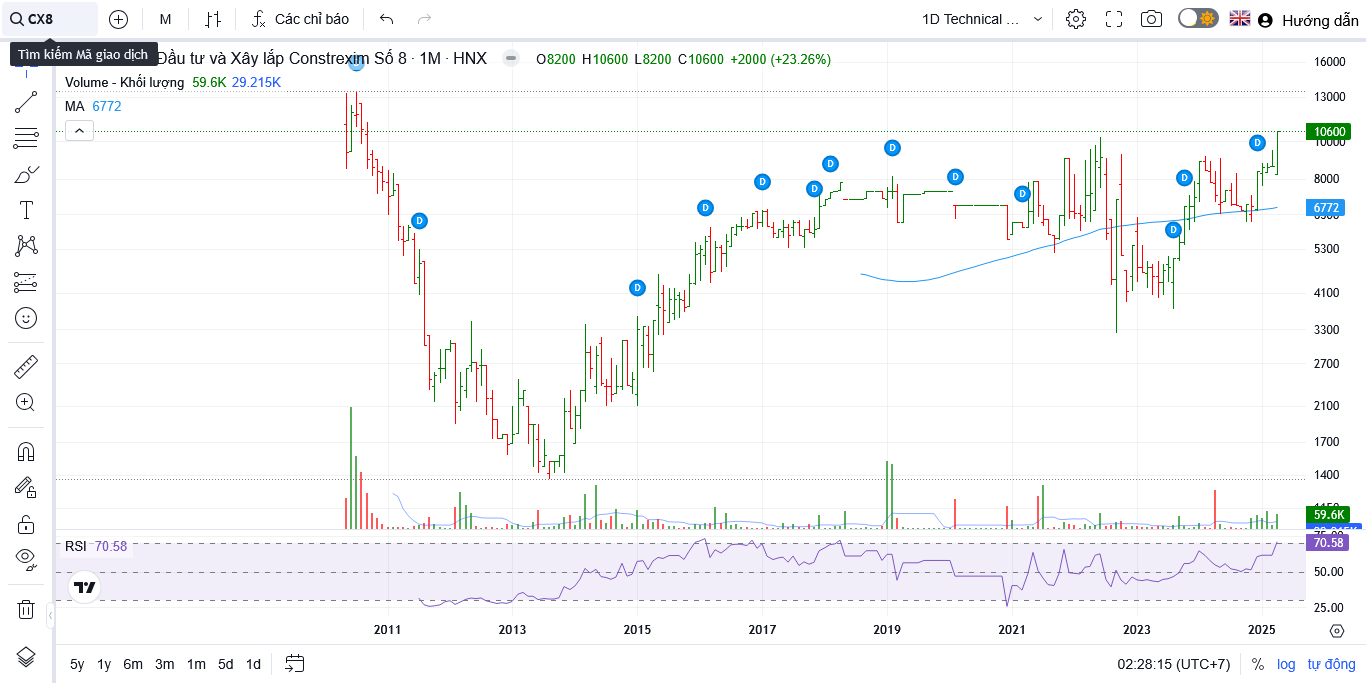 CX8
M
Các chỉ báo
1D Technical ...
Hướng dẫn
Tìm kiếm Mã giao dịch
Đầu tư và Xây lắp Constrexim Số 8 · 1M · HNX
O8200 H10600 L8200 C10600 +2000 (+23.26%)
Volume - Khối lượng 59.6K 29.215K
MA 6772
16000
13000
10600
10000
8000
6772
5300
4100
3300
2700
2100
1700
1400
D
D
D
D
D
D
D
D
D
D
D
D
59.6K
RSI 70.58
70.58
50.00
25.00
2011 2013 2015 2017 2019 2021 2023 2025
5y 1y 6m 3m 1m 5d 1d
02:28:15 (UTC+7)
% log tự động